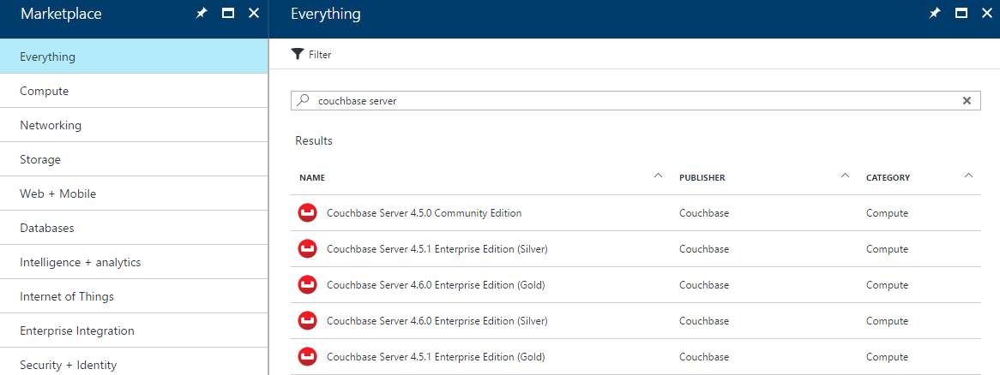 Marketplace
Everything
Compute
Networking
Storage
Web + Mobile
Databases
Intelligence + analytics
Internet of Things
Enterprise Integration
Security + Identity
Everything
Filter
couchbase server
Results
NAME PUBLISHER CATEGORY
Couchbase Server 4.5.0 Community Edition Couchbase Compute
Couchbase Server 4.5.1 Enterprise Edition (Silver) Couchbase Compute
Couchbase Server 4.6.0 Enterprise Edition (Gold) Couchbase Compute
Couchbase Server 4.6.0 Enterprise Edition (Silver) Couchbase Compute
Couchbase Server 4.5.1 Enterprise Edition (Gold) Couchbase Compute